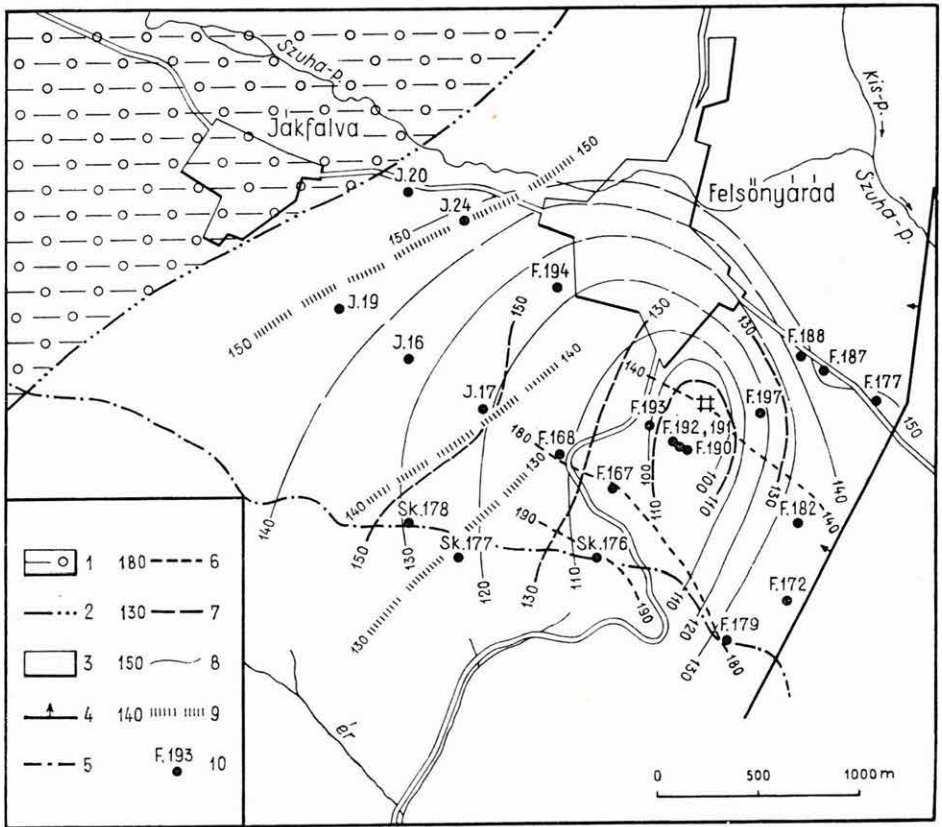 Szuha-p.
Kis-p.
Jákfalva
J.20
150
Felsőnyárád
Szuha-p.
J.24
150
F.194
J.19
150
150
130
130
J.16
F.188
F.187
140
140
F.177
J.17
F.197
150
F.193
180
F.168
F.192,191
F.190
130
F.167
100
100
110
110
130
190
Sk.178
F.182
140
140
140
140
150
130
Sk.177
Sk.176
120
130
110
190
F.172
110
120
130
F.179
180
130
ér
1
180
6
2
130
7
3
150
8
4
140
9
5
F.193
10
0
500
1000 m